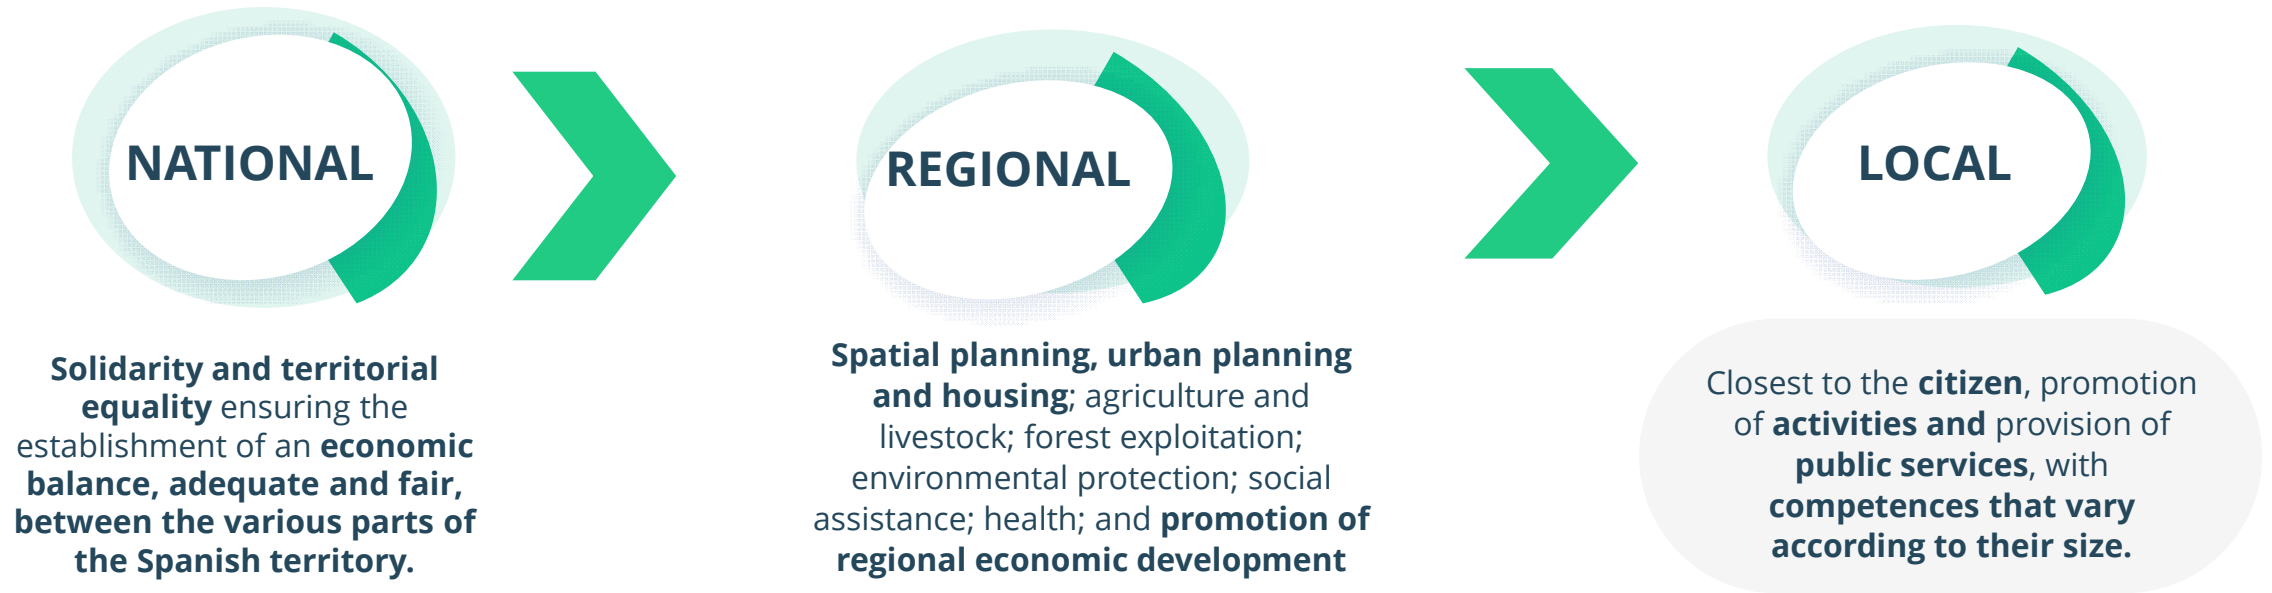 NATIONAL
Solidarity and territorial
equality ensuring the
establishment of an economic
balance, adequate and fair,
between the various parts of
the Spanish territory.
REGIONAL
Spatial planning, urban planning
and housing; agriculture and
livestock; forest exploitation;
environmental protection; social
assistance; health; and promotion of
regional economic development
LOCAL
Closest to the citizen, promotion
of activities and provision of
public services, with
competences that vary
according to their size.